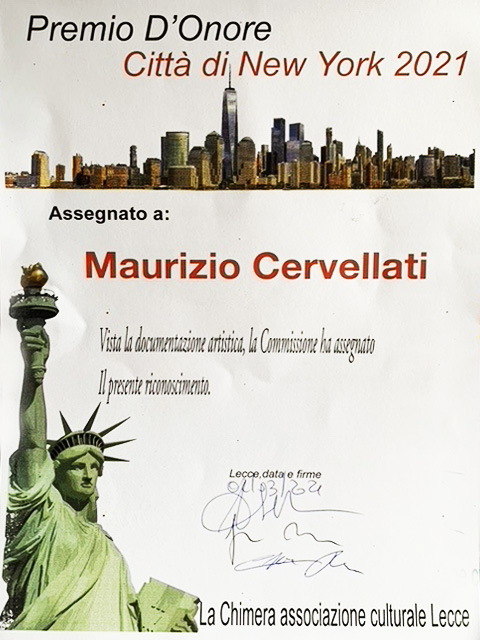 Premio D'Onore
Città di New York 2021
Assegnato a:
Maurizio Cervellati
Vista la documentazione artistica, la Commissione ha assegnato
Il presente riconoscimento.
Lecce,data e firme
La Chimera associazione culturale Lecce